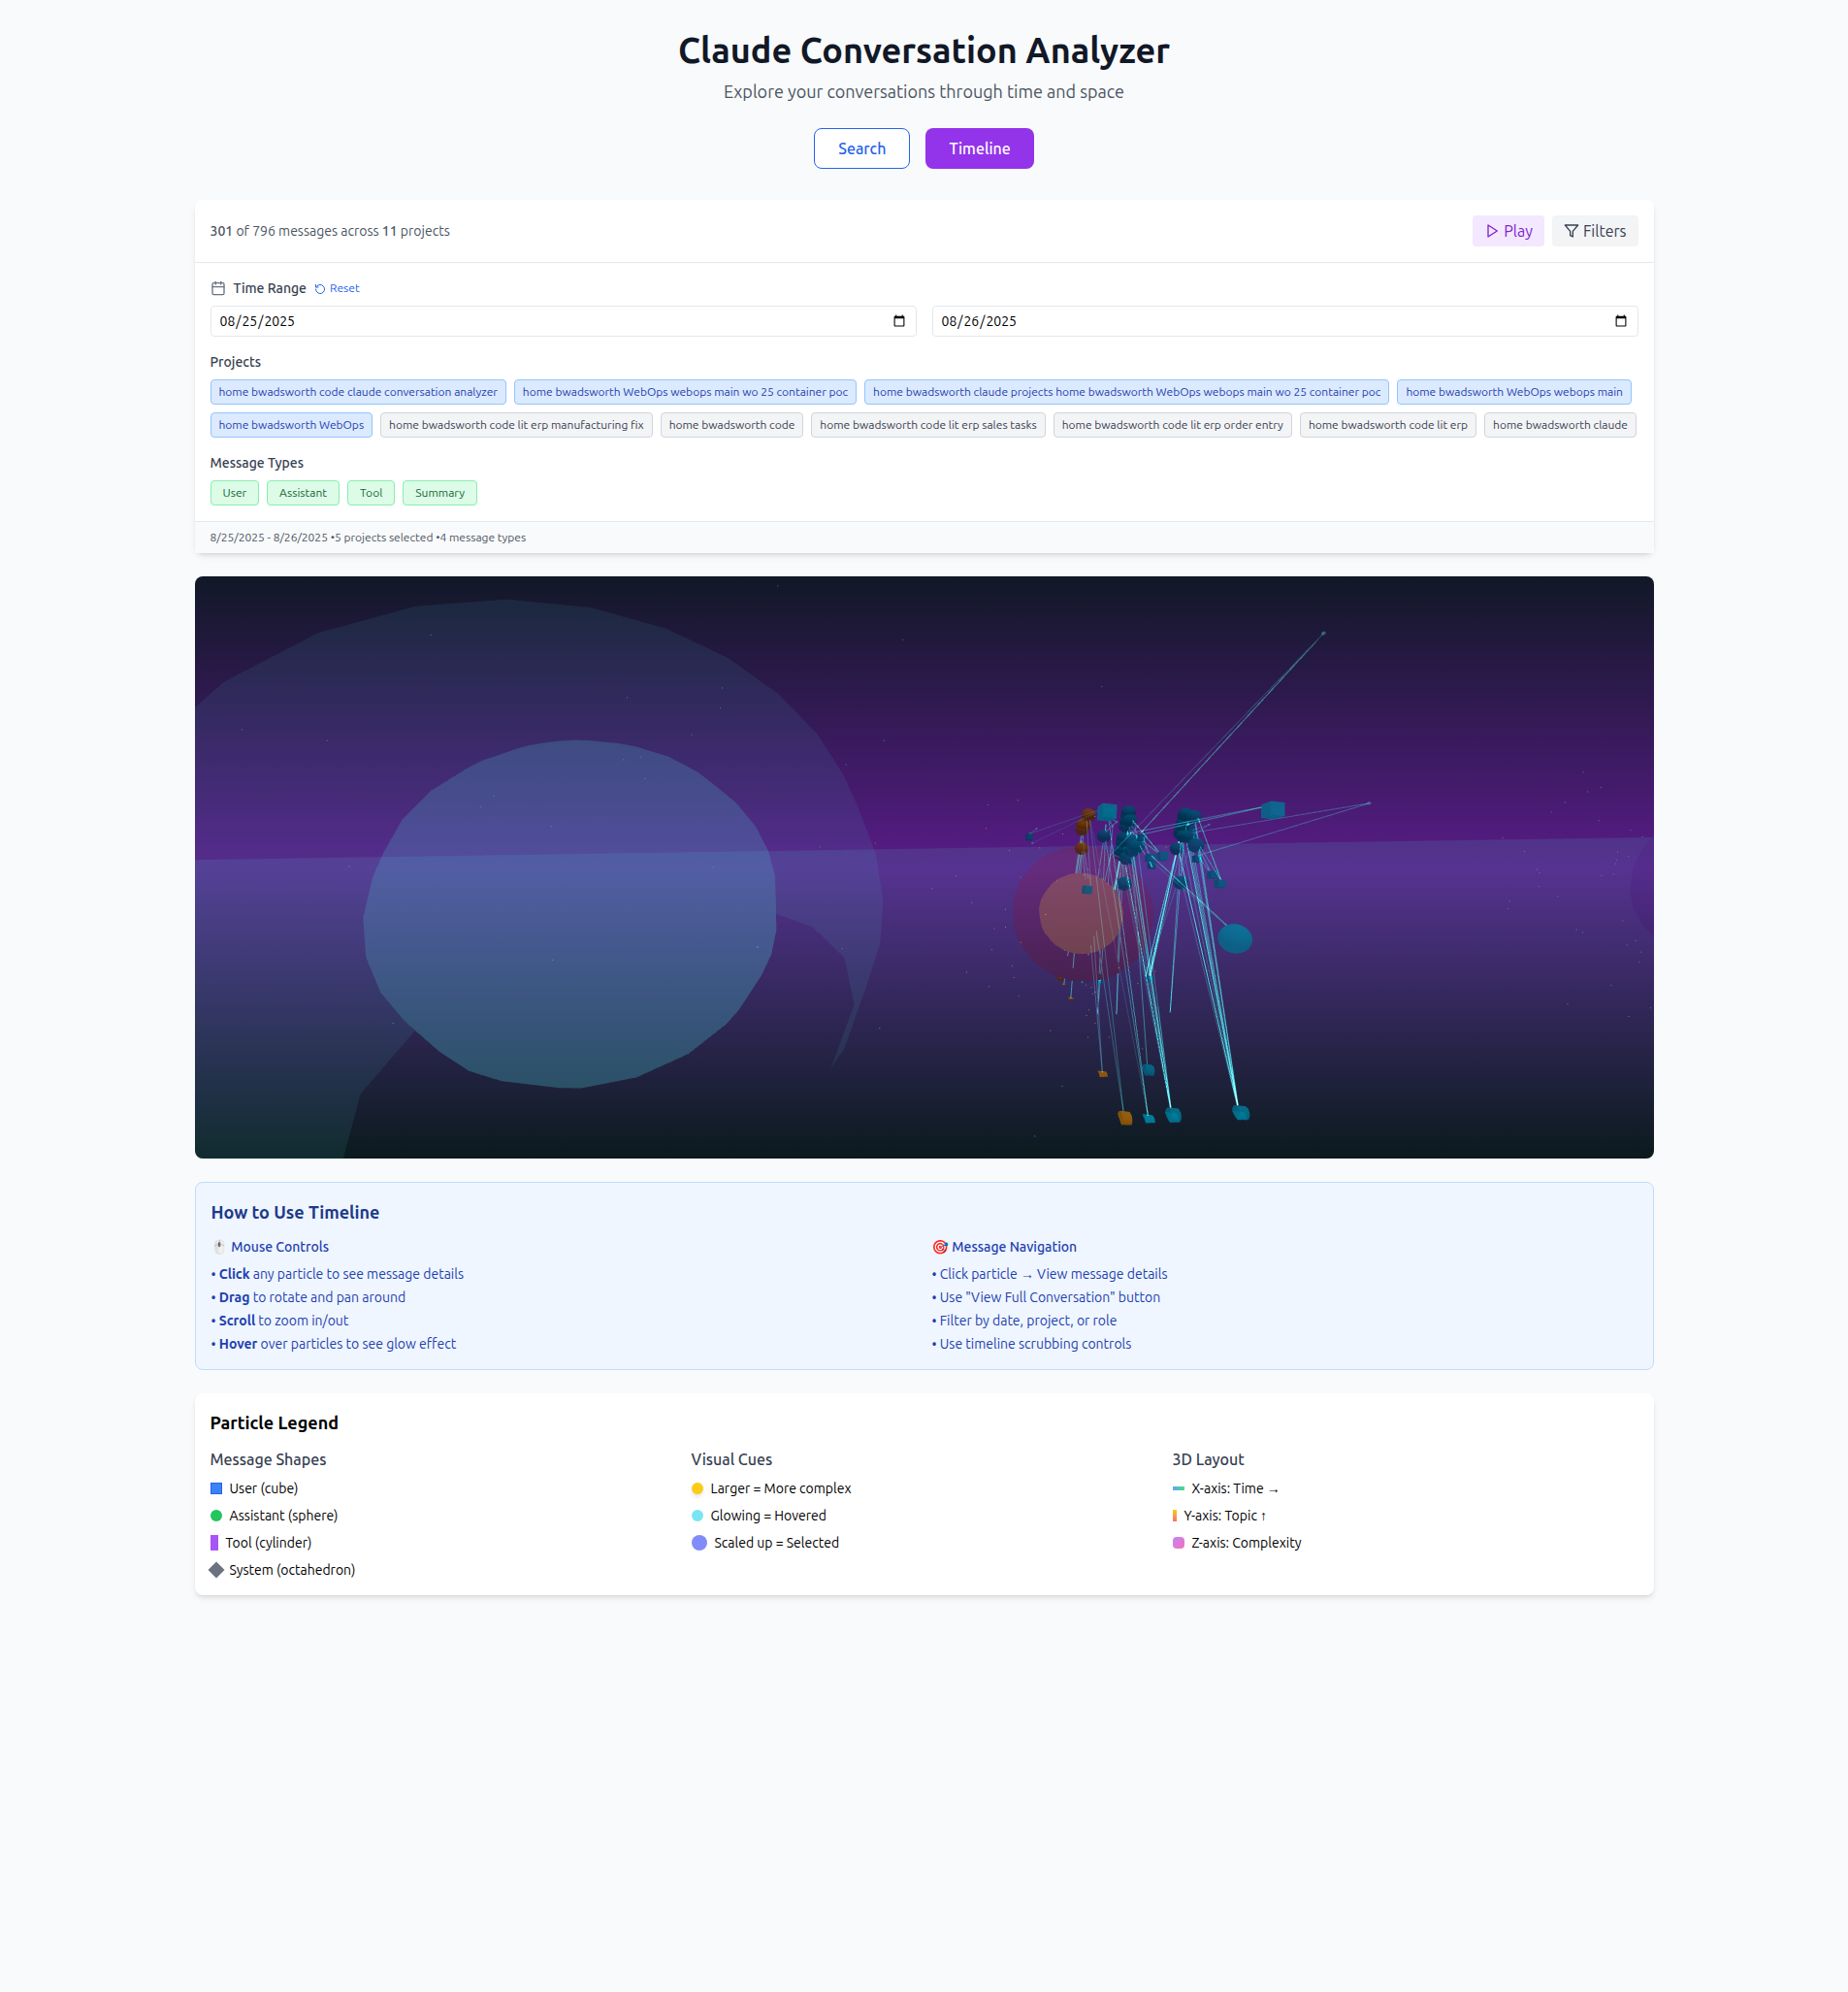 Claude Conversation Analyzer
Explore your conversations through time and space
Search Timeline
301 of 796 messages across 11 projects
Play Filters
Time Range Reset
08/25/2025 08/26/2025
Projects
home bwadsworth code claude conversation analyzer home bwadsworth WebOps webops main wo 25 container poc home bwadsworth claude projects home bwadsworth WebOps webops main wo 25 container poc home bwadsworth WebOps webops main
home bwadsworth WebOps home bwadsworth code lit erp manufacturing fix home bwadsworth code home bwadsworth code lit erp sales tasks home bwadsworth code lit erp order entry home bwadsworth code lit erp home bwadsworth claude
Message Types
User Assistant Tool Summary
8/25/2025 - 8/26/2025 •5 projects selected •4 message types
How to Use Timeline
🖱️ Mouse Controls
• Click any particle to see message details
• Drag to rotate and pan around
• Scroll to zoom in/out
• Hover over particles to see glow effect
🎯 Message Navigation
• Click particle → View message details
• Use "View Full Conversation" button
• Filter by date, project, or role
• Use timeline scrubbing controls
Particle Legend
Message Shapes
User (cube)
Assistant (sphere)
Tool (cylinder)
System (octahedron)
Visual Cues
Larger = More complex
Glowing = Hovered
Scaled up = Selected
3D Layout
X-axis: Time →
Y-axis: Topic ↑
Z-axis: Complexity